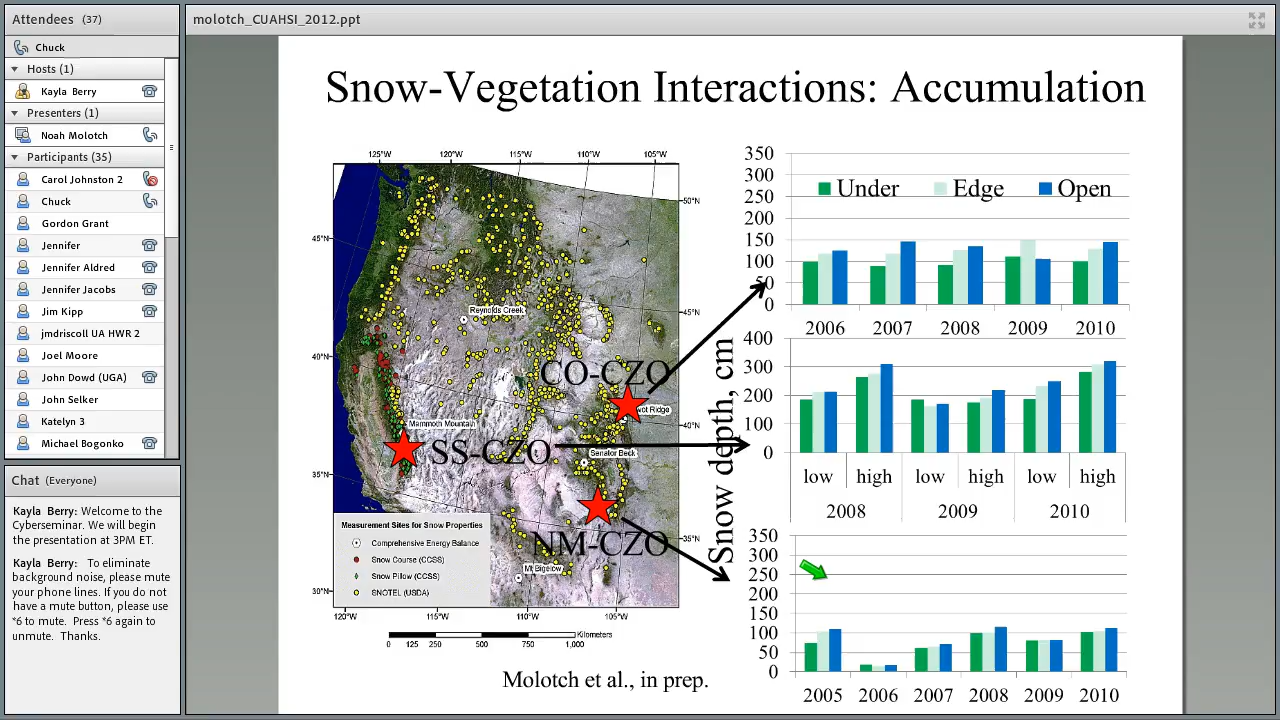 Attendees (37)
Chuck
Hosts (1)
Kayla Berry
Presenters (1)
Noah Molotch
Participants (35)
Carol Johnston 2
Chuck
Gordon Grant
Jennifer
Jennifer Aldred
Jennifer Jacobs
Jim Kipp
jmdriscoll UA HWR 2
Joel Moore
John Dowd (UGA)
John Selker
Katelyn 3
Michael Bogonko
Chat (Everyone)
Kayla Berry: Welcome to the
Cyberseminar. We will begin
the presentation at 3PM ET.
Kayla Berry: To eliminate
background noise, please mute
your phone lines. If you do not
have a mute button, please use
*6 to mute. Press *6 again to
unmute. Thanks.
molotch_CUAHSI_2012.ppt
Snow-Vegetation Interactions: Accumulation
125°W 120°W 115°W 110°W 105°W
50°N
45°N
45°N
40°N
40°N
35°N
35°N
30°N
120°W 115°W 110°W 105°W
Reynolds Creek
CO-CZO
wot Ridge
Mammoth Mountain
SS-CZO
Senator Beck
NM-CZO
Mt Bigelow
Measurement Sites for Snow Properties
Comprehensive Energy Balance
Snow Course (CCSS)
Snow Pillow (CCSS)
SNOTEL (USDA)
0 125 250 500 750 1,000
Kilometers
Molotch et al., in prep.
Snow depth, cm
350
300
250
200
150
100
50
0
Under Edge Open
2006 2007 2008 2009 2010
400
300
200
100
0
low high low high low high
2008 2009 2010
350
300
250
200
150
100
50
0
2005 2006 2007 2008 2009 2010